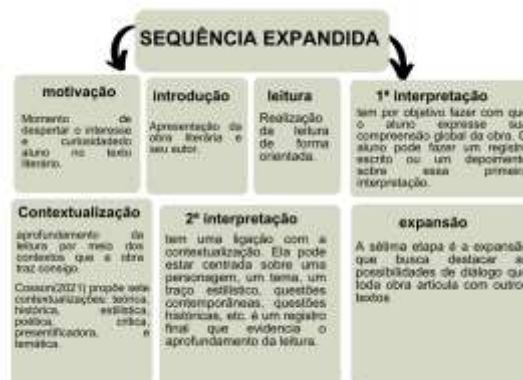 SEQUÊNCIA EXPANDIDA
motivação
Momento de
despertar o interesse
e curiosidadedo
aluno no texto
literário.
introdução
Apresentação da
obra literária e
seu autor.
leitura
Realização
da leitura
de forma
orientada.
1ª interpretação
tem por objetivo fazer com que
o aluno expresse sua
compreensão global da obra. O
aluno pode fazer um registro
escrito ou um depoimento
sobre essa primeira
interpretação.
Contextualização
aprofundamento da
leitura por meio dos
contextos que a obra
traz consigo.
Cosson(2021) propõe sete
contextualizações: teórica,
histórica, estilística,
poética, crítica,
presentificadora, e
temática.
2ª interpretação
tem uma ligação com a
contextualização. Ela pode
estar centrada sobre uma
personagem, um tema, um
traço estilístico, questões
contemporâneas, questões
históricas, etc. é um registro
final que evidencia o
aprofundamento da leitura.
expansão
A sétima etapa é a expansão
que busca destacar as
possibilidades de diálogo que
toda obra articula com outros
textos